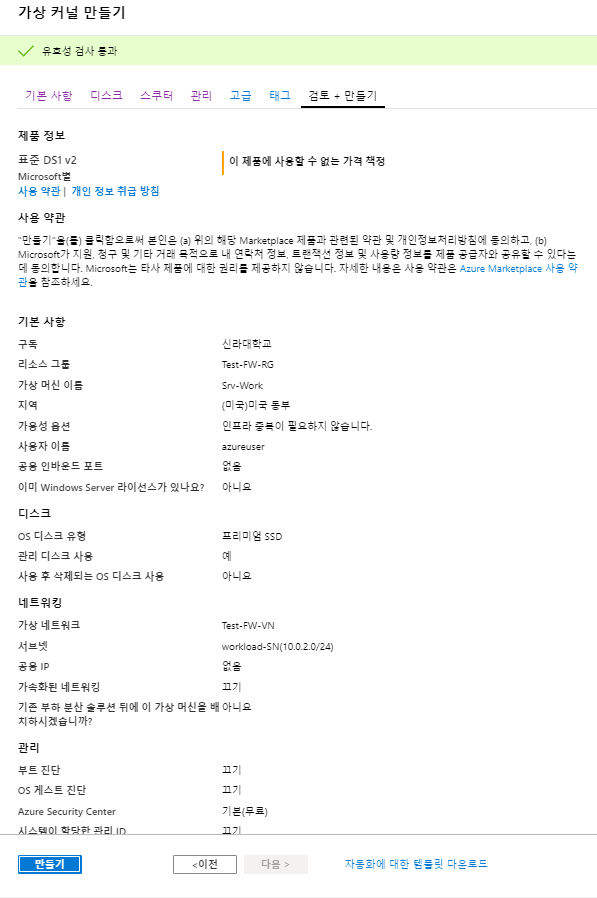 가상 커널 만들기
유효성 검사 통과
기본 사항 디스크 스쿠터 관리 고급 태그 검토 + 만들기
제품 정보
표준 DS1 v2
Microsoft별
사용 약관 | 개인 정보 취급 방침
이 제품에 사용할 수 없는 가격 책정
사용 약관
"만들기"을(를) 클릭함으로써 본인은 (a) 위의 해당 Marketplace 제품과 관련된 약관 및 개인정보처리방침에 동의하고, (b)
Microsoft가 지원, 청구 및 기타 거래 목적으로 내 연락처 정보, 트랜잭션 정보 및 사용량 정보를 제품 공급자와 공유할 수 있다는
데 동의합니다. Microsoft는 타사 제품에 대한 권리를 제공하지 않습니다. 자세한 내용은 사용 약관은 Azure Marketplace 사용 약
관을 참조하세요.
기본 사항
구독 신라대학교
리소스 그룹 Test-FW-RG
가상 머신 이름 Srv-Work
지역 (미국)미국 동부
가용성 옵션 인프라 중복이 필요하지 않습니다.
사용자 이름 azureuser
공용 인바운드 포트 없음
이미 Windows Server 라이선스가 있나요? 아니요
디스크
OS 디스크 유형 프리미엄 SSD
관리 디스크 사용 예
사용 후 삭제되는 OS 디스크 사용 아니요
네트워킹
가상 네트워크 Test-FW-VN
서브넷 workload-SN(10.0.2.0/24)
공용 IP 없음
가속화된 네트워킹 끄기
기존 부하 분산 솔루션 뒤에 이 가상 머신을 배 아니요
치하시겠습니까?
관리
부트 진단 끄기
OS 게스트 진단 끄기
Azure Security Center 기본(무료)
시스템이 할당한 관리 ID 끄기
만들기 <이전 다음 > 자동화에 대한 템플릿 다운로드